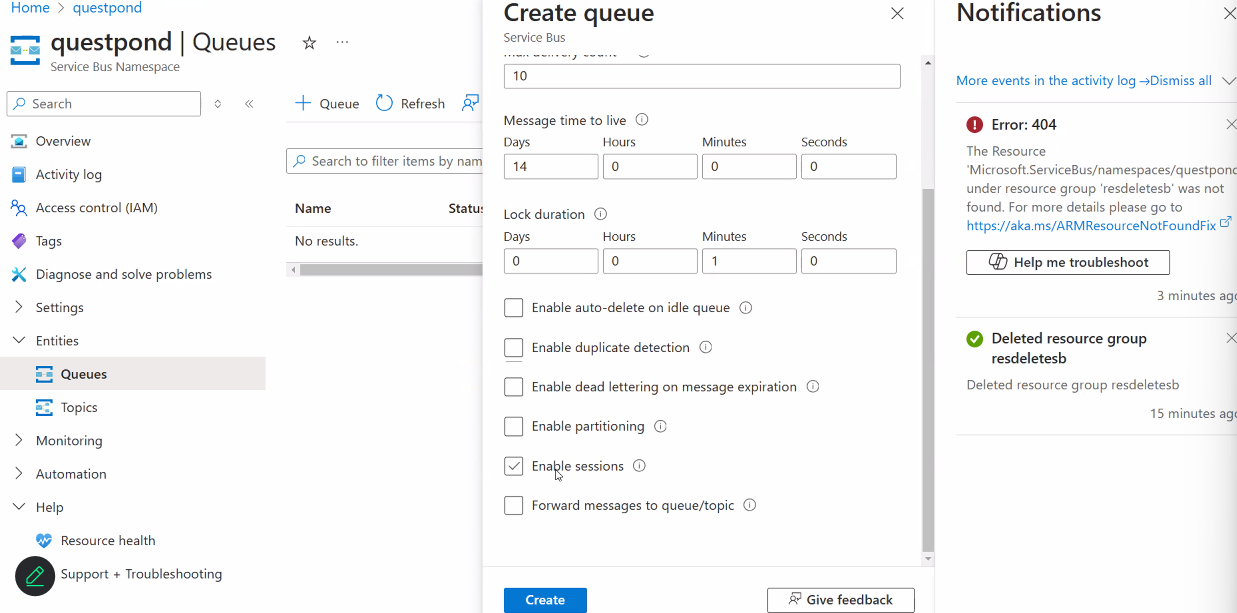 Home > questpond
questpond | Queues
Service Bus Namespace
Search
Overview
Activity log
Access control (IAM)
Tags
Diagnose and solve problems
Settings
Entities
Queues
Topics
Monitoring
Automation
Help
Resource health
Support + Troubleshooting
Queue Refresh
Search to filter items by nam
Name Status
No results.
Create queue
Service Bus
Max delivery count
10
Message time to live
Days Hours Minutes Seconds
14 0 0 0
Lock duration
Days Hours Minutes Seconds
0 0 1 0
Enable auto-delete on idle queue
Enable duplicate detection
Enable dead lettering on message expiration
Enable partitioning
Enable sessions
Forward messages to queue/topic
Create Give feedback
Notifications
More events in the activity log → Dismiss all
Error: 404
The Resource
'Microsoft.ServiceBus/namespaces/questpond
under resource group 'resdeletesb' was not
found. For more details please go to
https://aka.ms/ARMResourceNotFoundFix
Help me troubleshoot
3 minutes ago
Deleted resource group
resdeletesb
Deleted resource group resdeletesb
15 minutes ago